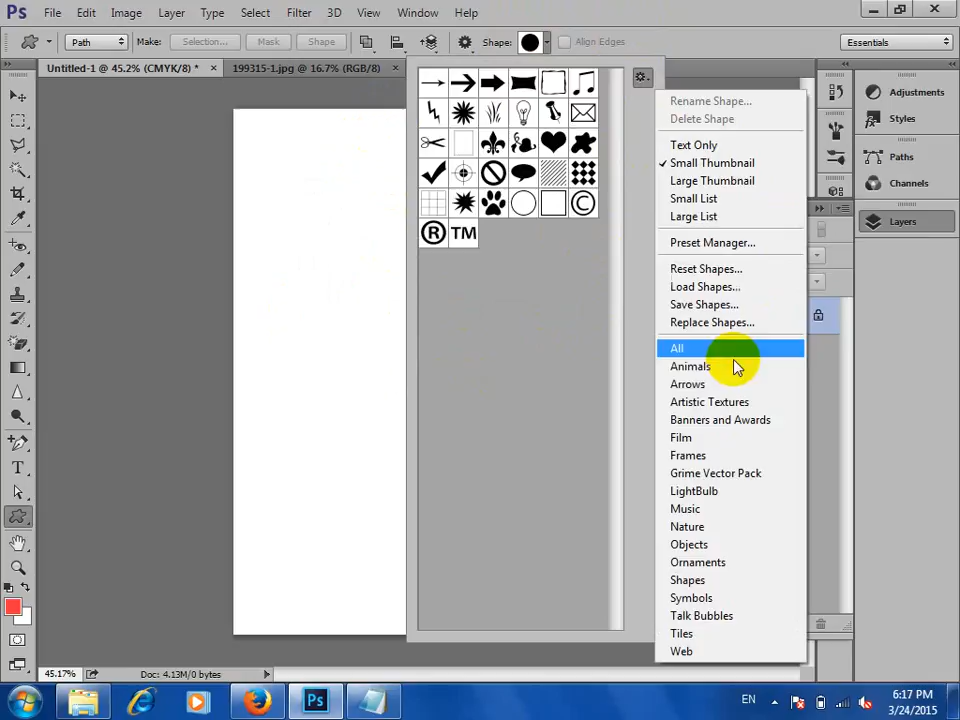 Ps File Edit Image Layer Type Select Filter 3D View Window Help
Path Make: Selection... Mask Shape Shape: Align Edges Essentials
Untitled-1 @ 45.2% (CMYK/8) * × 199315-1.jpg @ 16.7% (RGB/8) ×
Adjustments
Styles
Paths
Channels
Layers
Rename Shape...
Delete Shape
Text Only
Small Thumbnail
Large Thumbnail
Small List
Large List
Preset Manager...
Reset Shapes...
Load Shapes...
Save Shapes...
Replace Shapes...
All
Animals
Arrows
Artistic Textures
Banners and Awards
Film
Frames
Grime Vector Pack
LightBulb
Music
Nature
Objects
Ornaments
Shapes
Symbols
Talk Bubbles
Tiles
Web
©
® TM
T
45.17% Doc: 4.13M/0 bytes
Ps EN 6:17 PM
3/24/2015